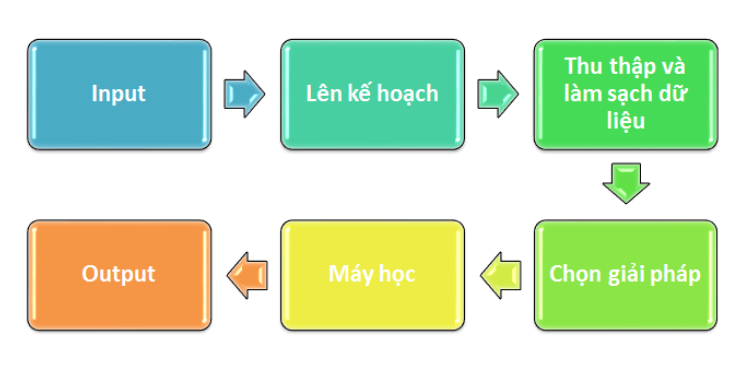 Input
Lên kế hoạch
Thu thập và
làm sạch dữ
liệu
Chọn giải pháp
Máy học
Output